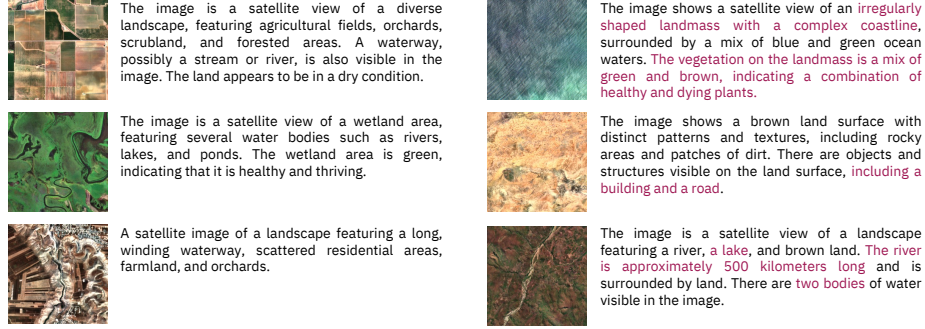 The image is a satellite view of a diverse
landscape, featuring agricultural fields, orchards,
scrubland, and forested areas. A waterway,
possibly a stream or river, is also visible in the
image. The land appears to be in a dry condition.
The image is a satellite view of a wetland area,
featuring several water bodies such as rivers,
lakes, and ponds. The wetland area is green,
indicating that it is healthy and thriving.
A satellite image of a landscape featuring a long,
winding waterway, scattered residential areas,
farmland, and orchards.
The image shows a satellite view of an irregularly
shaped landmass with a complex coastline,
surrounded by a mix of blue and green ocean
waters. The vegetation on the landmass is a mix of
green and brown, indicating a combination of
healthy and dying plants.
The image shows a brown land surface with
distinct patterns and textures, including rocky
areas and patches of dirt. There are objects and
structures visible on the land surface, including a
building and a road.
The image is a satellite view of a landscape
featuring a river, a lake, and brown land. The river
is approximately 500 kilometers long and is
surrounded by land. There are two bodies of water
visible in the image.